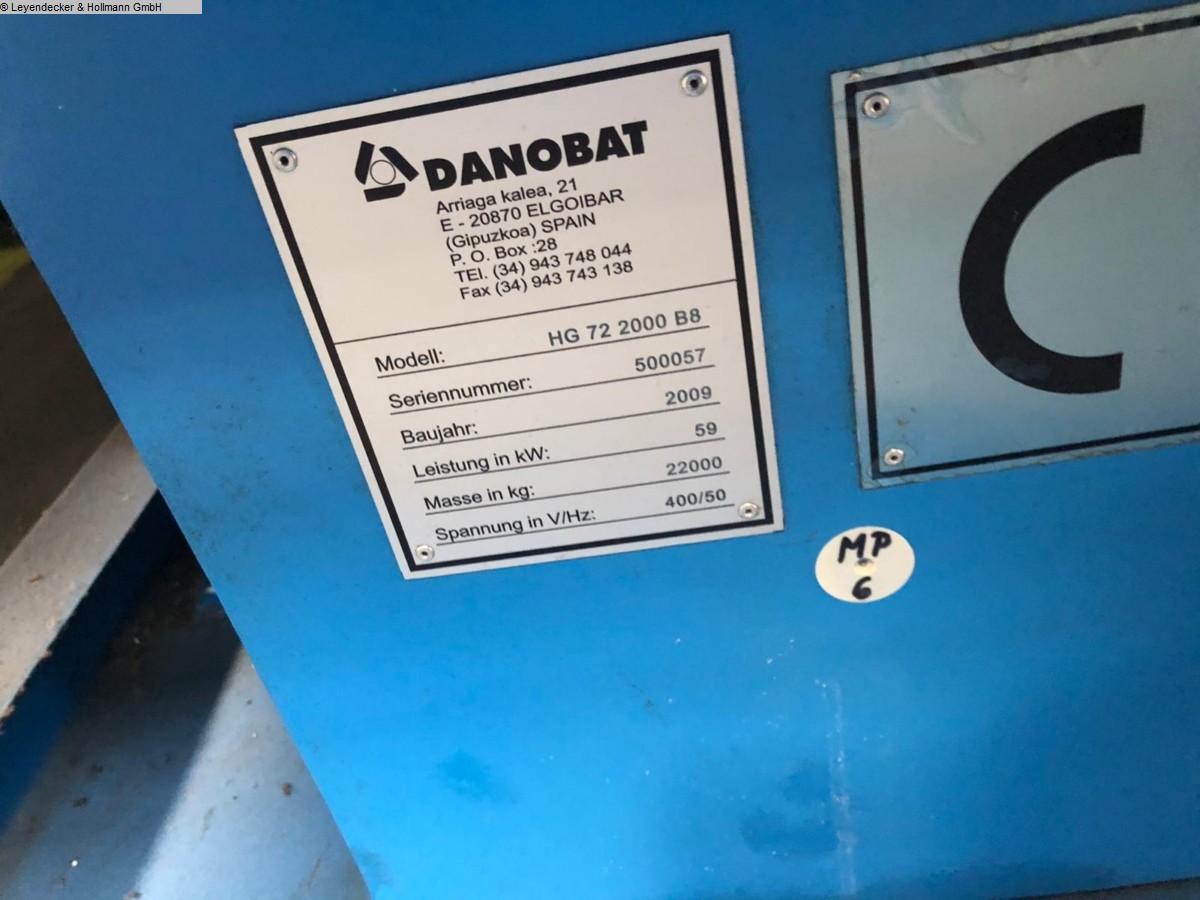 © Leyendecker & Hollmann GmbH
DANOBAT
Arriaga kalea, 21
E - 20870 ELGOIBAR
(Gipuzkoa) SPAIN
P. O. Box :28
TEl. (34) 943 748 044
Fax (34) 943 743 138
Modell: HG 72 2000 B8
Seriennummer: 500057
Baujahr: 2009
Leistung in kW: 59
Masse in kg: 22000
Spannung in V/Hz: 400/50
C
MP
6